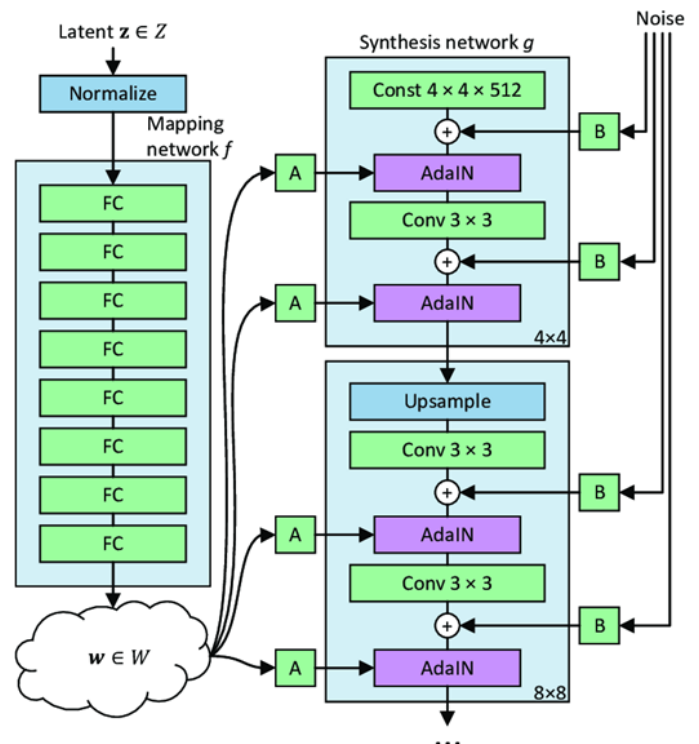 Latent z ∈ Z
Normalize
Mapping
network f
FC
FC
FC
FC
FC
FC
FC
FC
w ∈ W
Synthesis network g
Noise
Const 4 × 4 × 512
B
A
AdaIN
Conv 3 × 3
B
A
AdaIN
4×4
Upsample
Conv 3 × 3
B
A
AdaIN
Conv 3 × 3
B
A
AdaIN
8×8
...